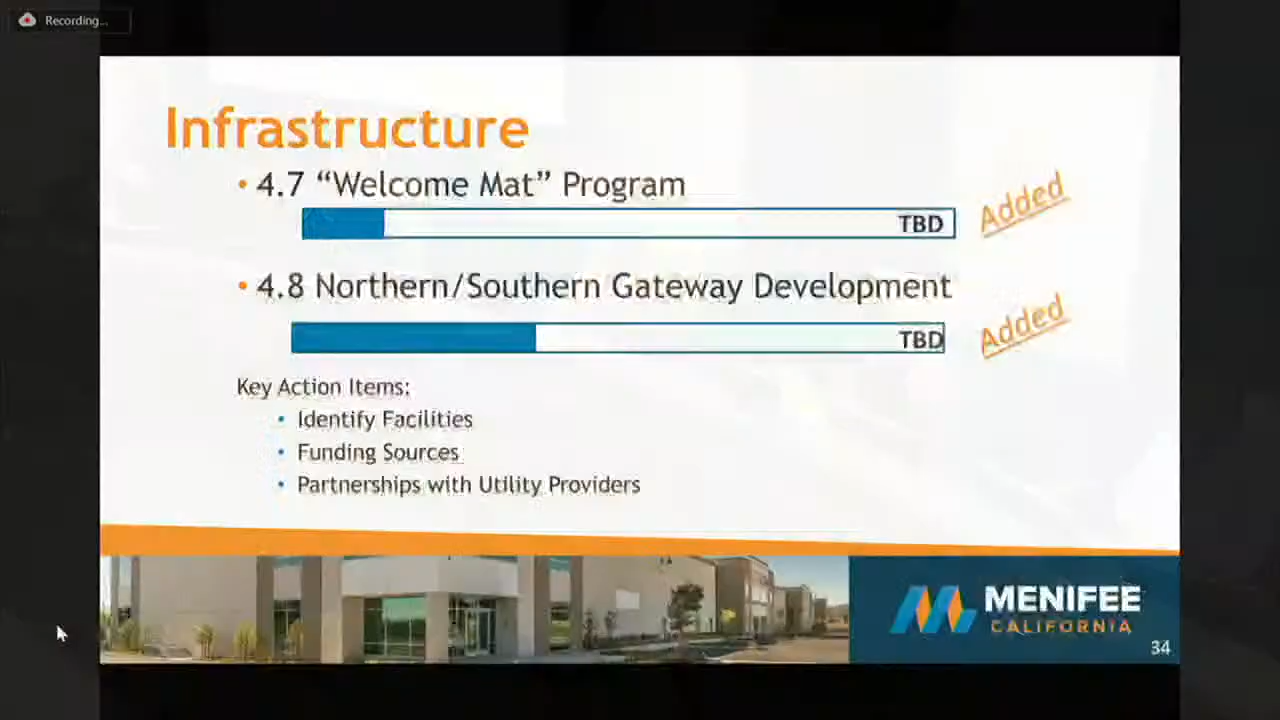 Recording...
Infrastructure
• 4.7 “Welcome Mat” Program
TBD
Added
• 4.8 Northern/Southern Gateway Development
TBD
Added
Key Action Items:
• Identify Facilities
• Funding Sources
• Partnerships with Utility Providers
MENIFEE
CALIFORNIA
34